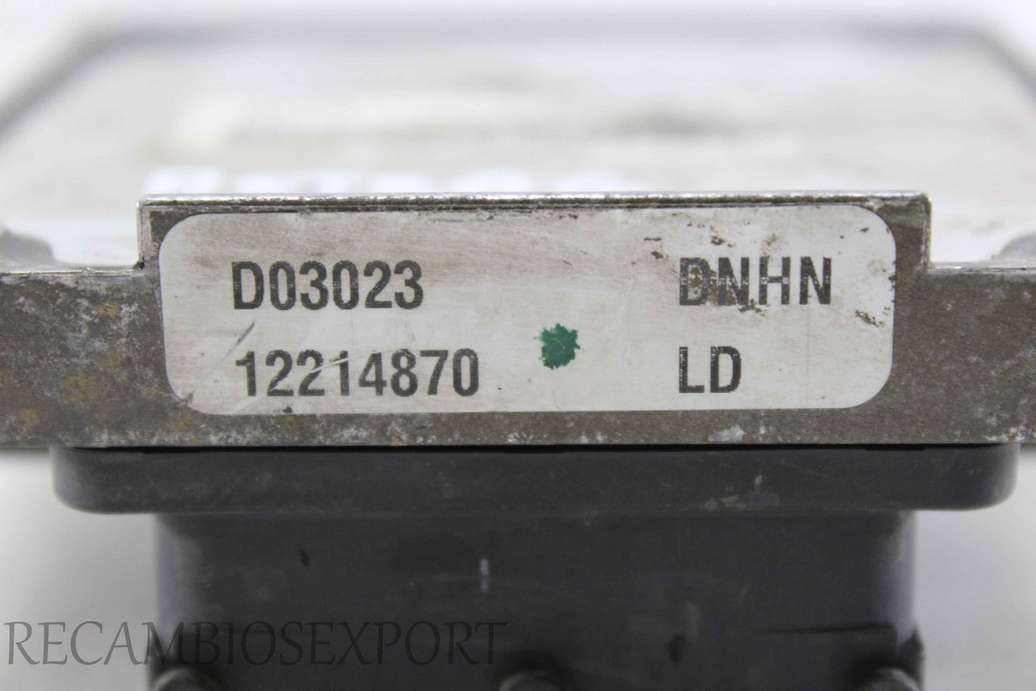 D03023 DNHN
12214870 LD
RECAMBIOSEXPORT